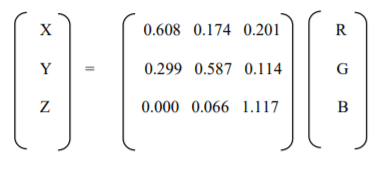 X 0.608 0.174 0.201 R
Y = 0.299 0.587 0.114 G
Z 0.000 0.066 1.117 B